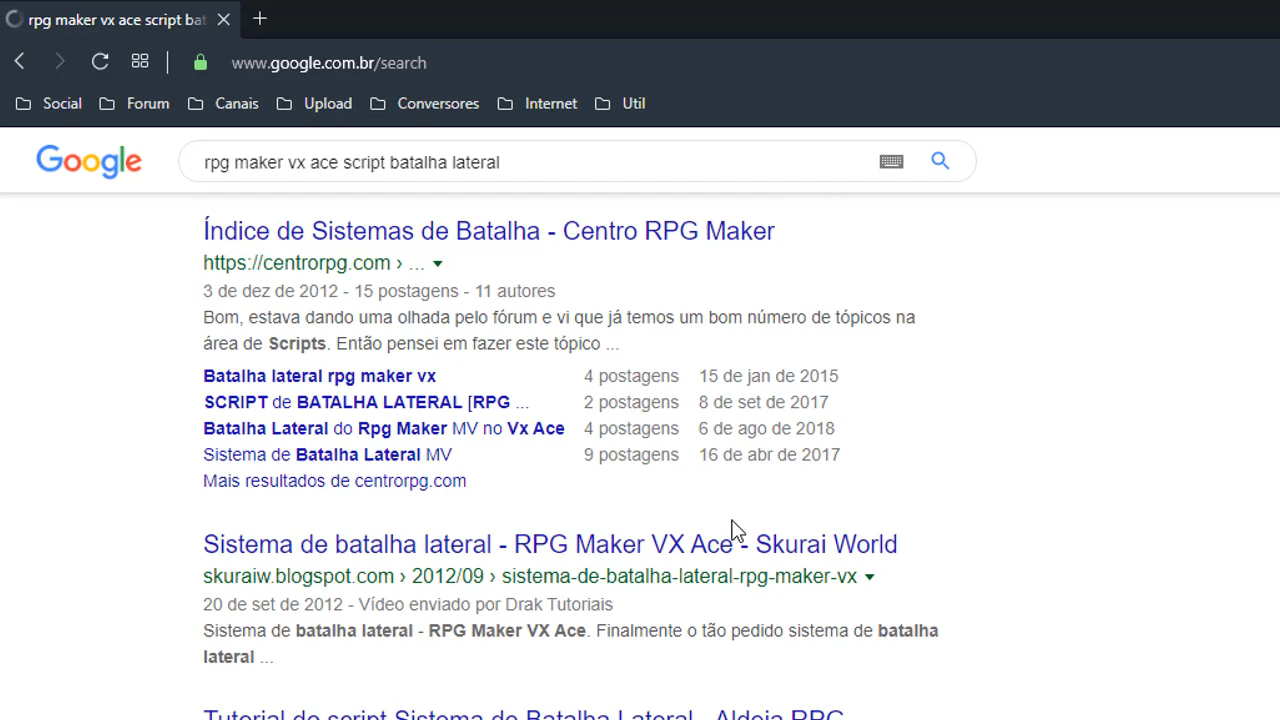 rpg maker vx ace script bat
www.google.com.br/search
Social Forum Canais Upload Conversores Internet Util
Google rpg maker vx ace script batalha lateral
Índice de Sistemas de Batalha - Centro RPG Maker
https://centrorpg.com › ...
3 de dez de 2012 - 15 postagens - 11 autores
Bom, estava dando uma olhada pelo fórum e vi que já temos um bom número de tópicos na
área de Scripts. Então pensei em fazer este tópico ...
Batalha lateral rpg maker vx 4 postagens 15 de jan de 2015
SCRIPT de BATALHA LATERAL [RPG ... 2 postagens 8 de set de 2017
Batalha Lateral do Rpg Maker MV no Vx Ace 4 postagens 6 de ago de 2018
Sistema de Batalha Lateral MV 9 postagens 16 de abr de 2017
Mais resultados de centrorpg.com
Sistema de batalha lateral - RPG Maker VX Ace - Skurai World
skuraiw.blogspot.com › 2012/09 › sistema-de-batalha-lateral-rpg-maker-vx
20 de set de 2012 - Vídeo enviado por Drak Tutoriais
Sistema de batalha lateral - RPG Maker VX Ace. Finalmente o tão pedido sistema de batalha
lateral ...
Tutorial do script Sistema de Batalha Lateral - Aldeia RPG